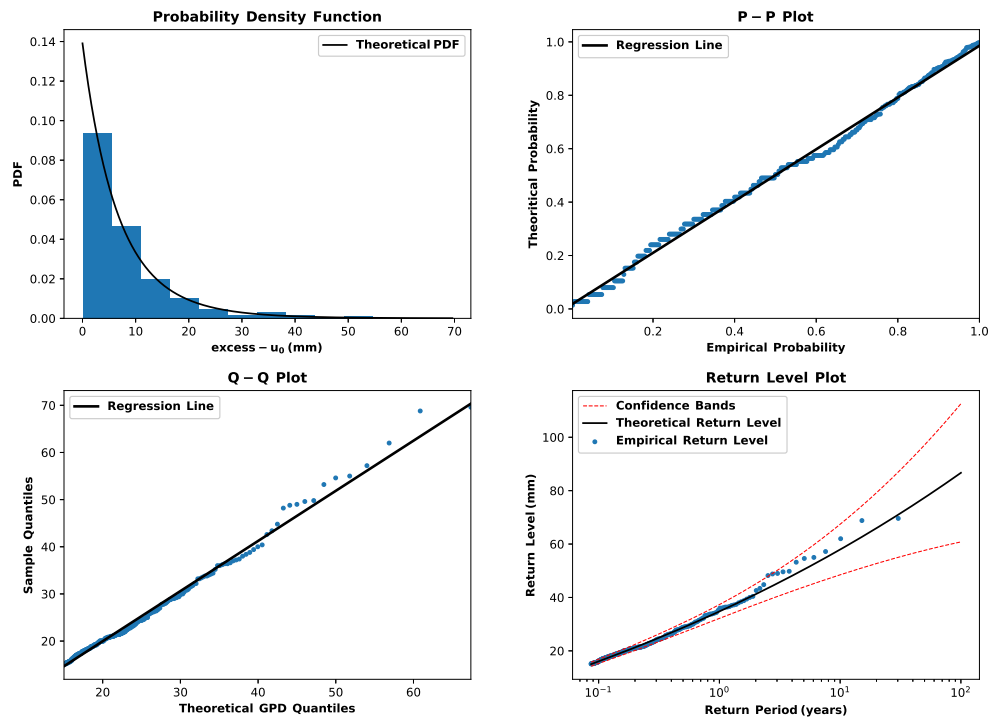 Probability Density Function
0.14
0.12
0.10
0.08
0.06
0.04
0.02
0.00
PDF
Theoretical PDF
0 10 20 30 40 50 60 70
excess − u₀ (mm)
P − P Plot
1.0
0.8
0.6
0.4
0.2
0.0
Theoritical Probability
Regression Line
0.2 0.4 0.6 0.8 1.0
Empirical Probability
Q − Q Plot
70
60
50
40
30
20
Sample Quantiles
Regression Line
20 30 40 50 60
Theoretical GPD Quantiles
Return Level Plot
100
80
60
40
20
Return Level (mm)
Confidence Bands
Theoretical Return Level
Empirical Return Level
10⁻¹ 10⁰ 10¹ 10²
Return Period (years)